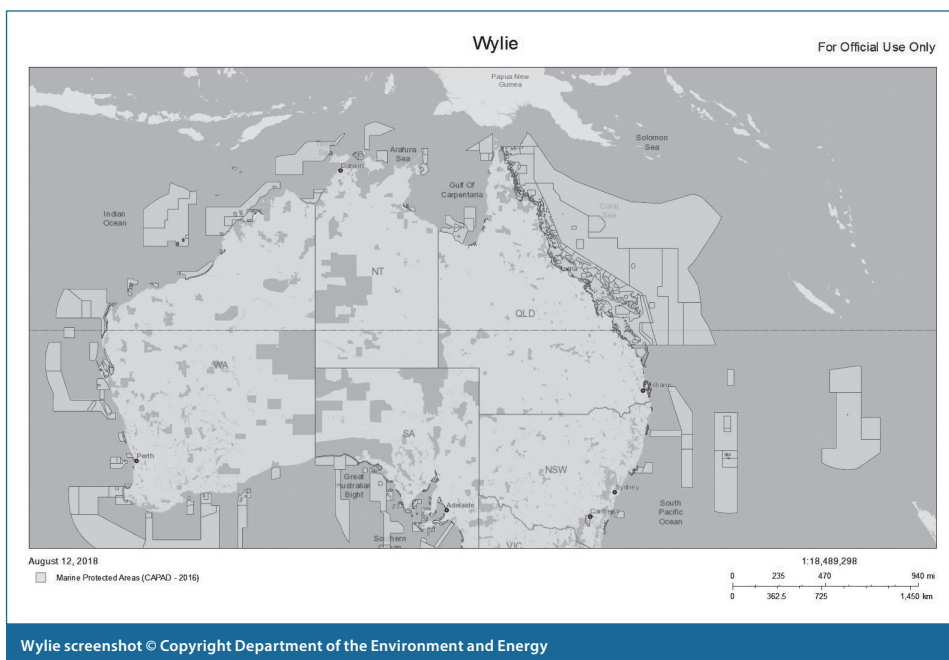 Wylie
For Official Use Only
Papua New
Guinea
Solomon
Sea
Arafura
Sea
Sea
Darwin
Gulf Of
Carpentaria
Indian
Ocean
Coral
Sea
NT
QLD
WA
SA
NSW
VIC
Perth
Great
Australian
Bight
Adelaide
Sydney
Canberra
South
Pacific
Ocean
August 12, 2018
Marine Protected Areas (CAPAD - 2016)
1:18,489,298
0 235 470 940 mi
0 362.5 725 1,450 km
Wylie screenshot © Copyright Department of the Environment and Energy